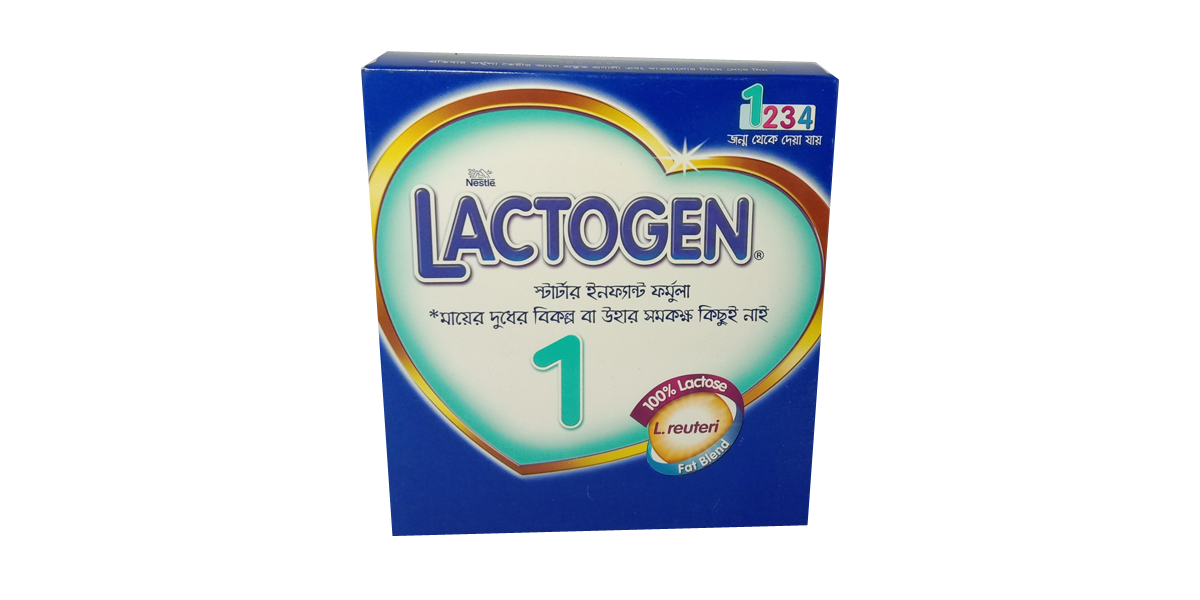 1234
জন্ম থেকে দেয়া যায়
Nestlé
LACTOGEN®
স্টার্টার ইনফ্যান্ট ফর্মুলা
*মায়ের দুধের বিকল্প বা উহার সমকক্ষ কিছুই নাই
1
100% Lactose
L. reuteri
Fat Blend